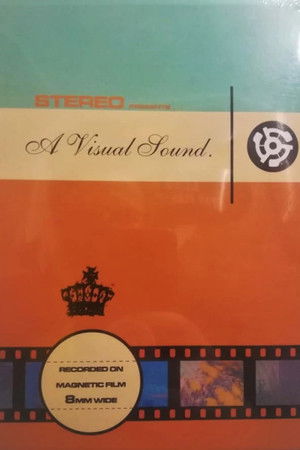 STEREO PRESENTS
A Visual Sound.
RECORDED ON
MAGNETIC FILM
8MM WIDE